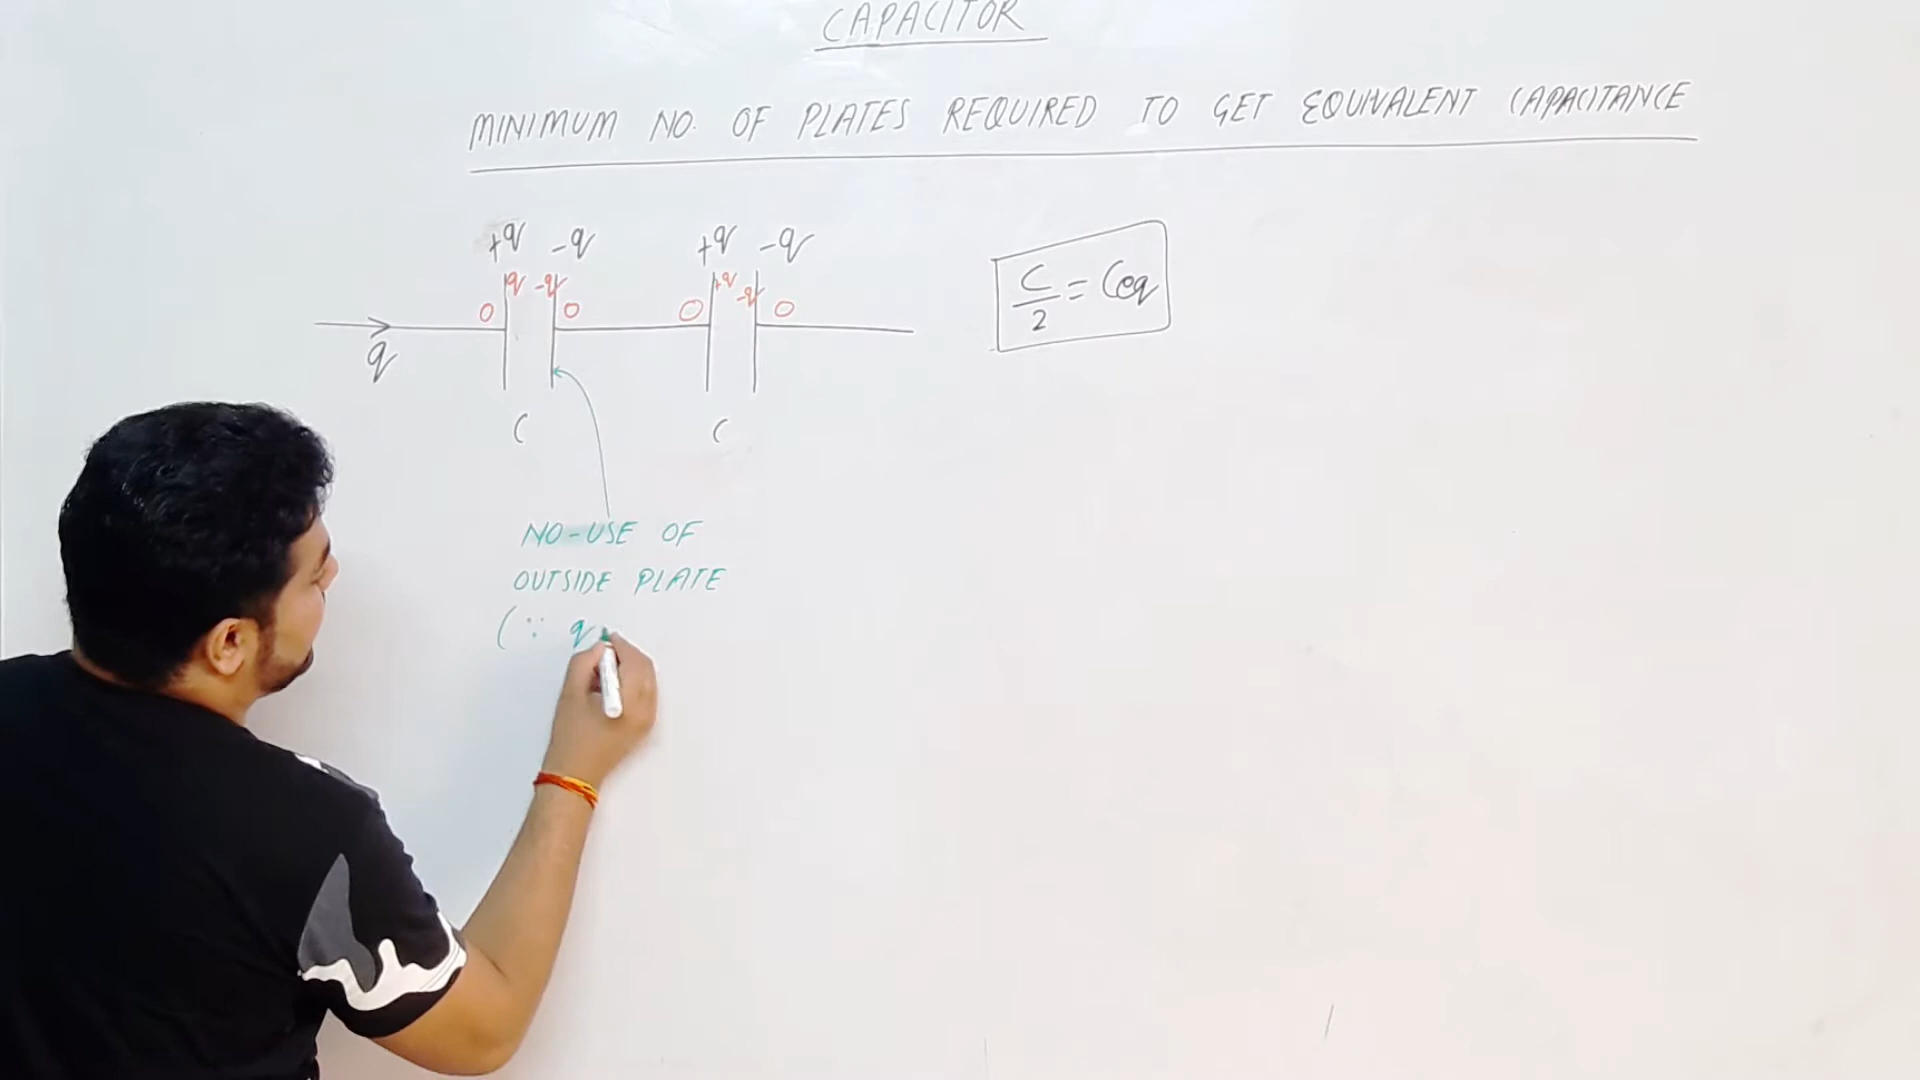 CAPACITOR
MINIMUM NO. OF PLATES REQUIRED TO GET EQUIVALENT CAPACITANCE
+q -q +q -q
q -q +q -q
0 0 0 0
q
C/2 = Ceq
C C
NO-USE OF
OUTSIDE PLATE
(∵ q